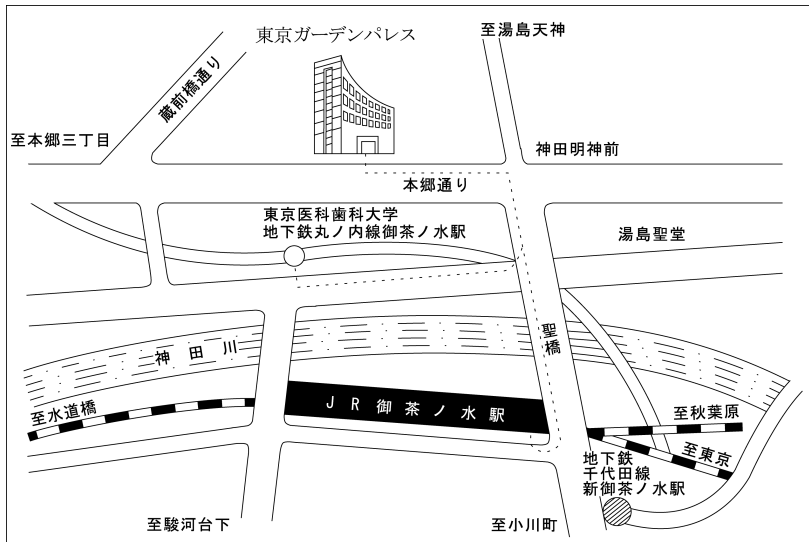 東京ガーデンパレス
至湯島天神
蔵前橋通り
至本郷三丁目
神田明神前
本郷通り
東京医科歯科大学
地下鉄丸ノ内線御茶ノ水駅
湯島聖堂
聖橋
神田川
JR御茶ノ水駅
至水道橋
至秋葉原
至東京
地下鉄
千代田線
新御茶ノ水駅
至駿河台下
至小川町